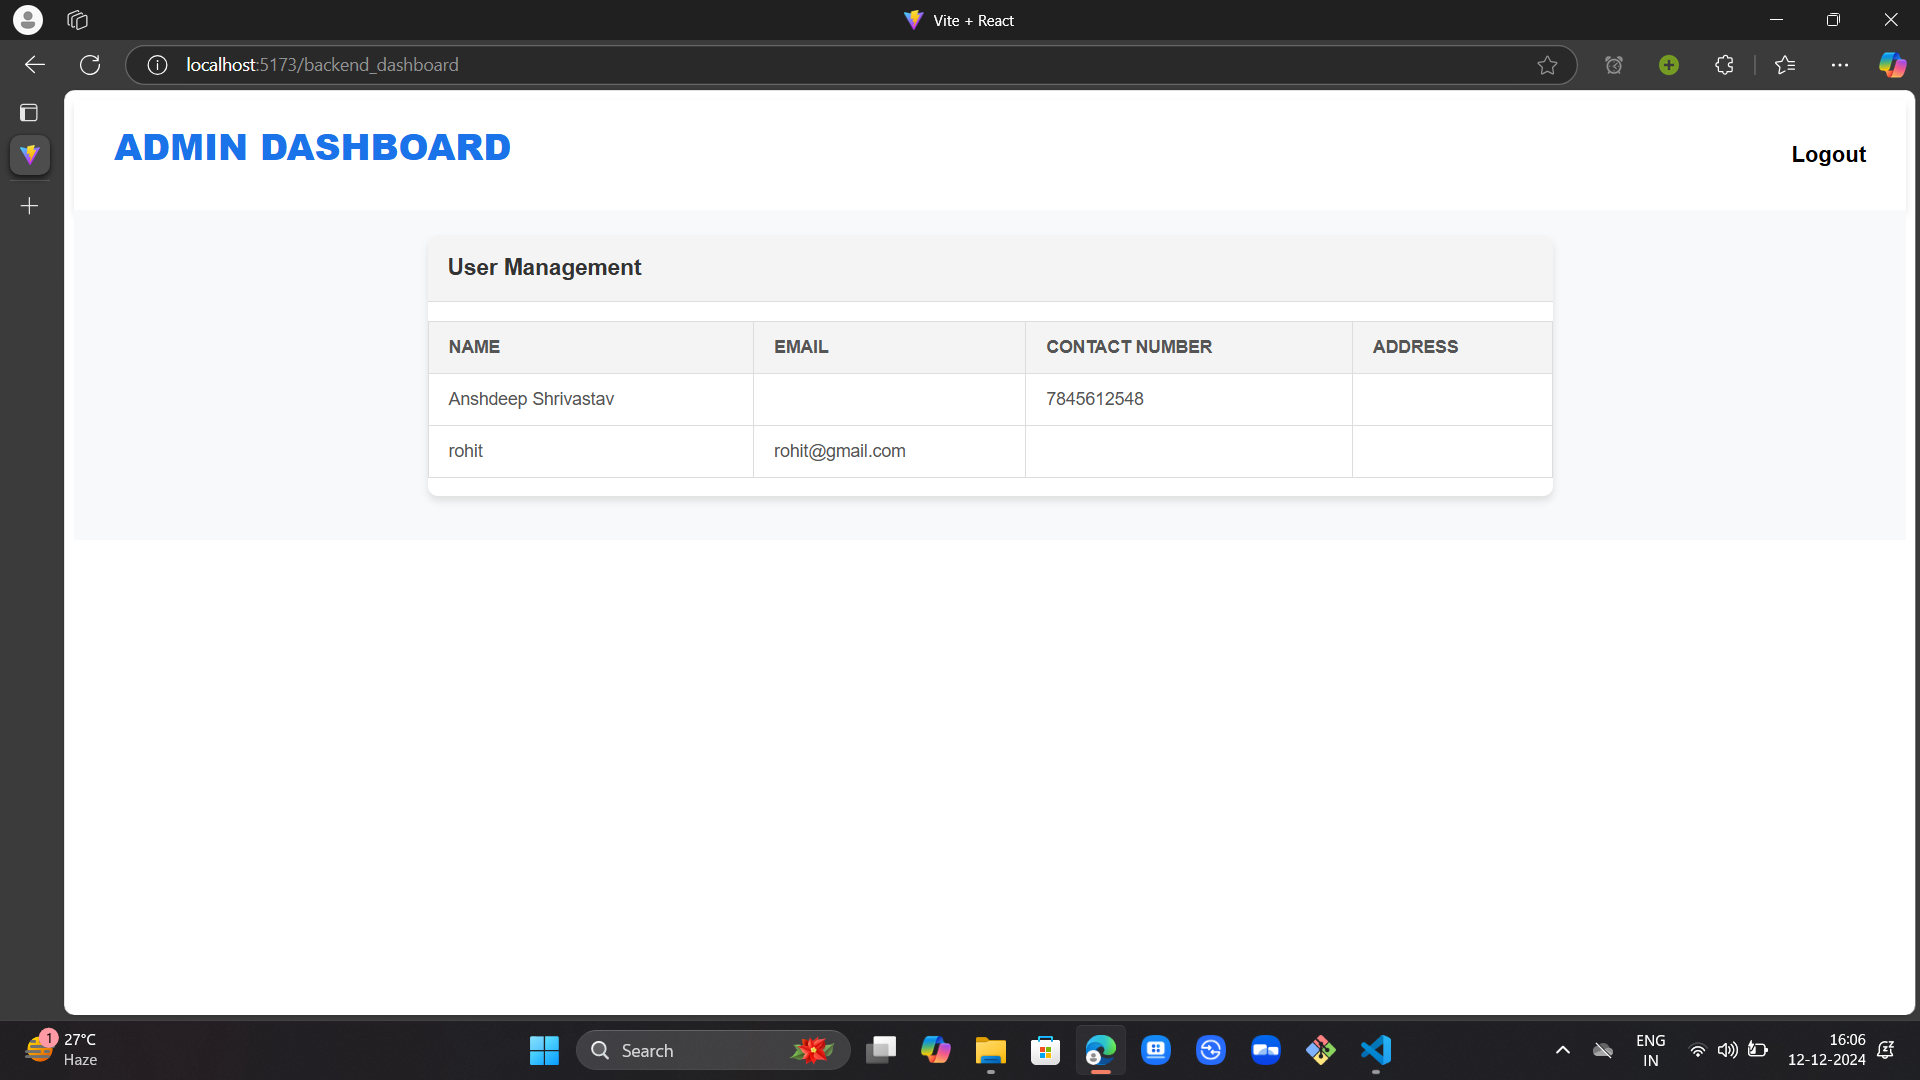 Vite + React
localhost:5173/backend_dashboard
ADMIN DASHBOARD
Logout
User Management
NAME EMAIL CONTACT NUMBER ADDRESS
Anshdeep Shrivastav 7845612548
rohit rohit@gmail.com
1
27°C
Haze
Search
ENG
IN
16:06
12-12-2024